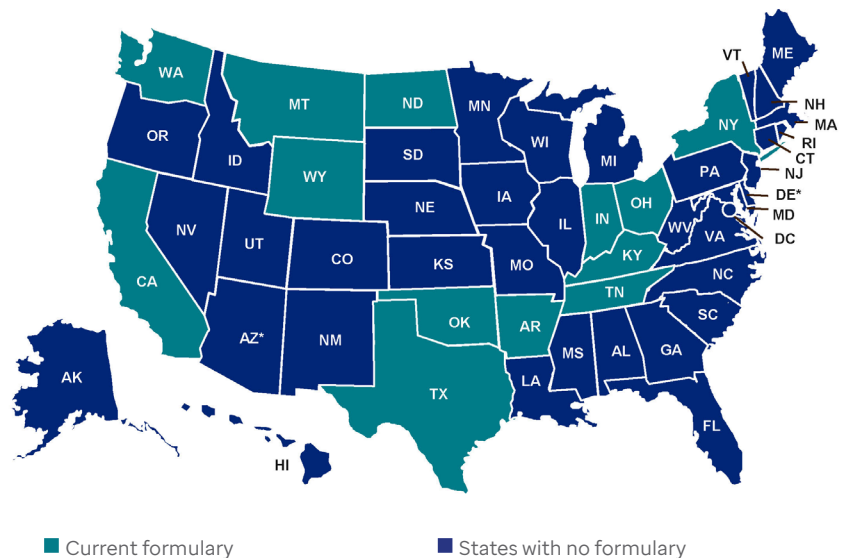 VT
ME
WA
MT
ND
MN
NH
MA
NY
OR
WI
RI
ID
SD
MI
CT
WY
PA
NJ
IA
OH
DE*
NE
IN
MD
NV
IL
WV
VA
DC
UT
CO
KS
MO
KY
CA
NC
TN
OK
AR
SC
AZ*
NM
MS
AL
GA
AK
LA
TX
FL
HI
Current formulary
States with no formulary